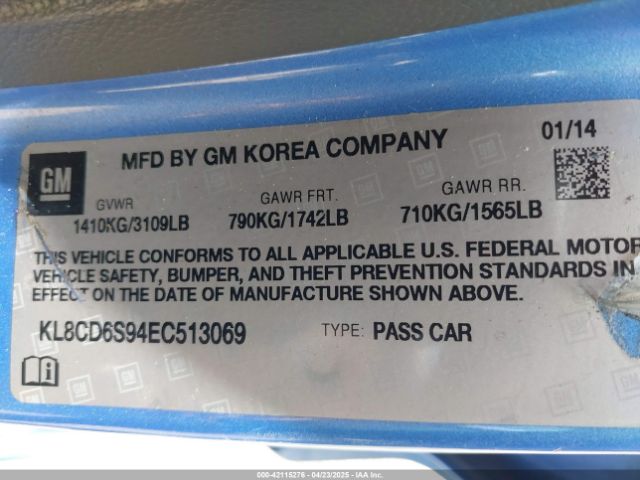 GM
MFD BY GM KOREA COMPANY
01/14
GVWR
1410KG/3109LB
GAWR FRT.
790KG/1742LB
GAWR RR.
710KG/1565LB
THIS VEHICLE CONFORMS TO ALL APPLICABLE U.S. FEDERAL MOTOR
VEHICLE SAFETY, BUMPER, AND THEFT PREVENTION STANDARDS IN
EFFECT ON THE DATE OF MANUFACTURE SHOWN ABOVE.
KL8CD6S94EC513069
TYPE: PASS CAR
000-42115276 - 04/23/2025 - IAA Inc.